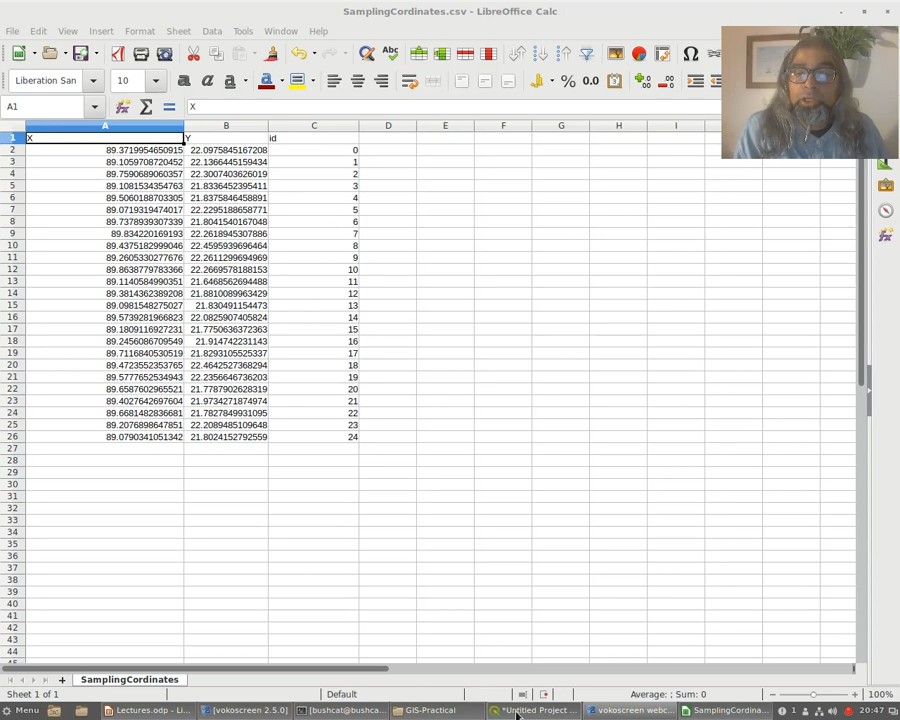 SamplingCordinates.csv - LibreOffice Calc
File Edit View Insert Format Sheet Data Tools Window Help
Liberation San 10 a a a A % 0.0
A1 X
A B C D E F G H I
1 X Y id
2 89.3719954650915 22.0975845167208 0
3 89.1059708720452 22.1366445159434 1
4 89.7590689060357 22.3007403626019 2
5 89.1081534354763 21.8336452395411 3
6 89.5060188703305 21.8375846458891 4
7 89.0719319474017 22.2295188658771 5
8 89.7378939307339 21.8041540167048 6
9 89.834220169193 22.2618945307886 7
10 89.4375182999046 22.4595939696464 8
11 89.2605330277676 22.2611299694969 9
12 89.8638779783366 22.2669578188153 10
13 89.1140584990351 21.6468562694488 11
14 89.3814362389208 21.8810089963429 12
15 89.0981548275027 21.830491154473 13
16 89.5739281966823 22.0825907405824 14
17 89.1809116927231 21.7750636372363 15
18 89.2456086709549 21.914742231143 16
19 89.7116840530519 21.8293105525337 17
20 89.4723552353765 22.4642527368294 18
21 89.5777652534943 22.2356646736203 19
22 89.6587602965521 21.7787902628319 20
23 89.4027642697604 21.9734271874974 21
24 89.6681482836681 21.7827849931095 22
25 89.2076898647851 22.2089485109648 23
26 89.0790341051342 21.8024152792559 24
27
28
29
30
31
32
33
34
35
36
37
38
39
40
41
42
43
44
SamplingCordinates
Sheet 1 of 1 Default Average: ; Sum: 0 100%
Menu Lectures.odp - Li... [vokoscreen 2.5.0] [bushcat@bushca... GIS-Practical *Untitled Project ... vokoscreen webc... SamplingCordina... 1 20:47